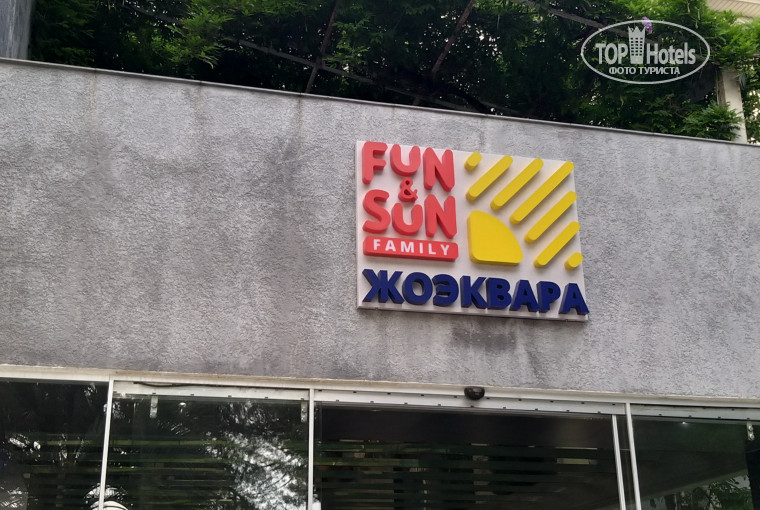 TOP Hotels
ФОТО ТУРИСТА
FUN
&
SUN
FAMILY
ЖОЭКВАРА